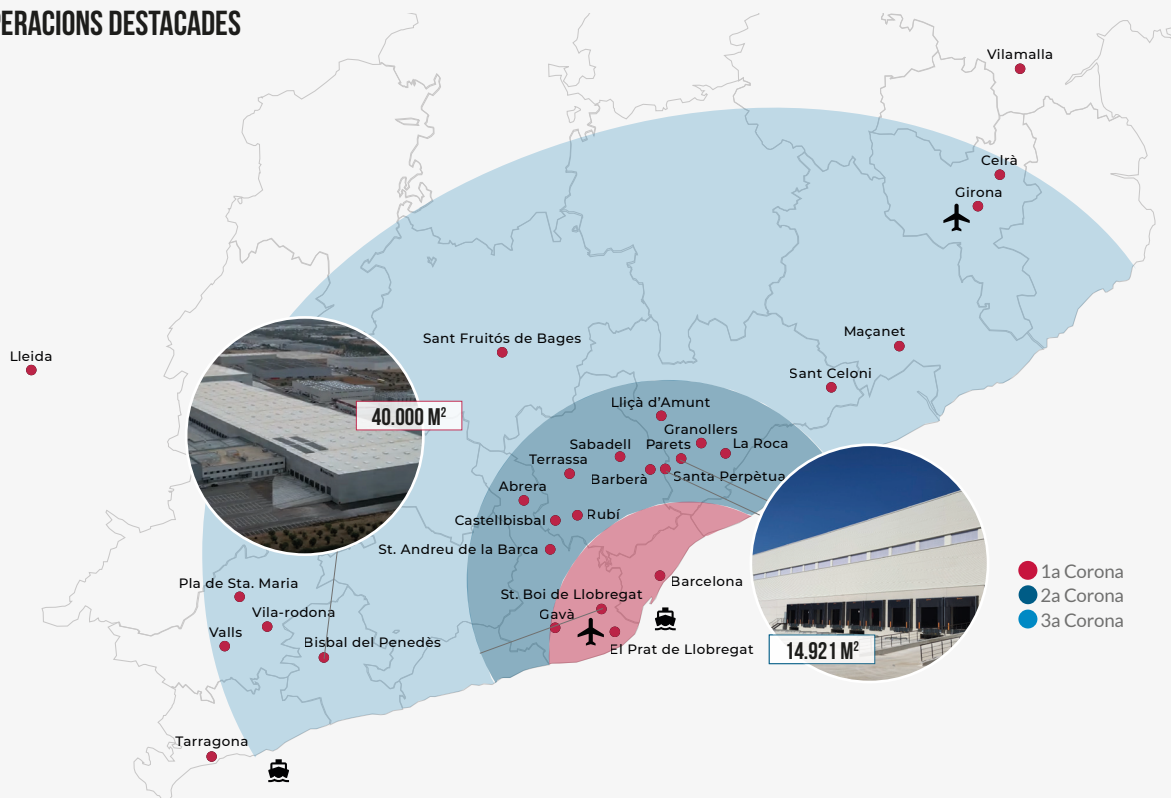 ERACIONS DESTACADES
Vilamalla
Celrà
Girona
Maçanet
Sant Fruitós de Bages
Lleida
Sant Celoni
Lliçà d'Amunt
40.000 M²
Granollers
Sabadell
Parets
La Roca
Terrassa
Barberà
Santa Perpètua
Abrera
Castellbisbal
Rubí
St. Andreu de la Barca
1a Corona
Barcelona
Pla de Sta. Maria
St. Boi de Llobregat
2a Corona
Vila-rodona
Gavà
3a Corona
Valls
Bisbal del Penedès
El Prat de Llobregat
14.921 M²
Tarragona